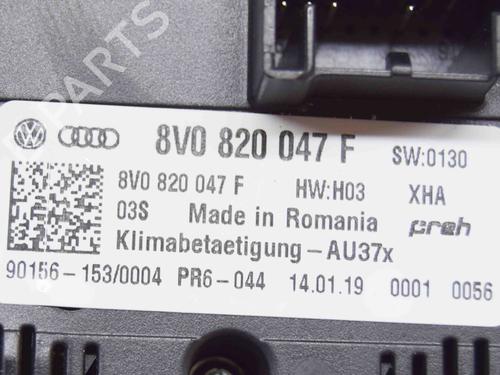 8V0 820 047 F SW:0130
8V0 820 047 F HW:H03 XHA
03S Made in Romania preh
Klimabetaetigung-AU37x
90156-153/0004 PR6-044 14.01.19 0001 0056
PARTS